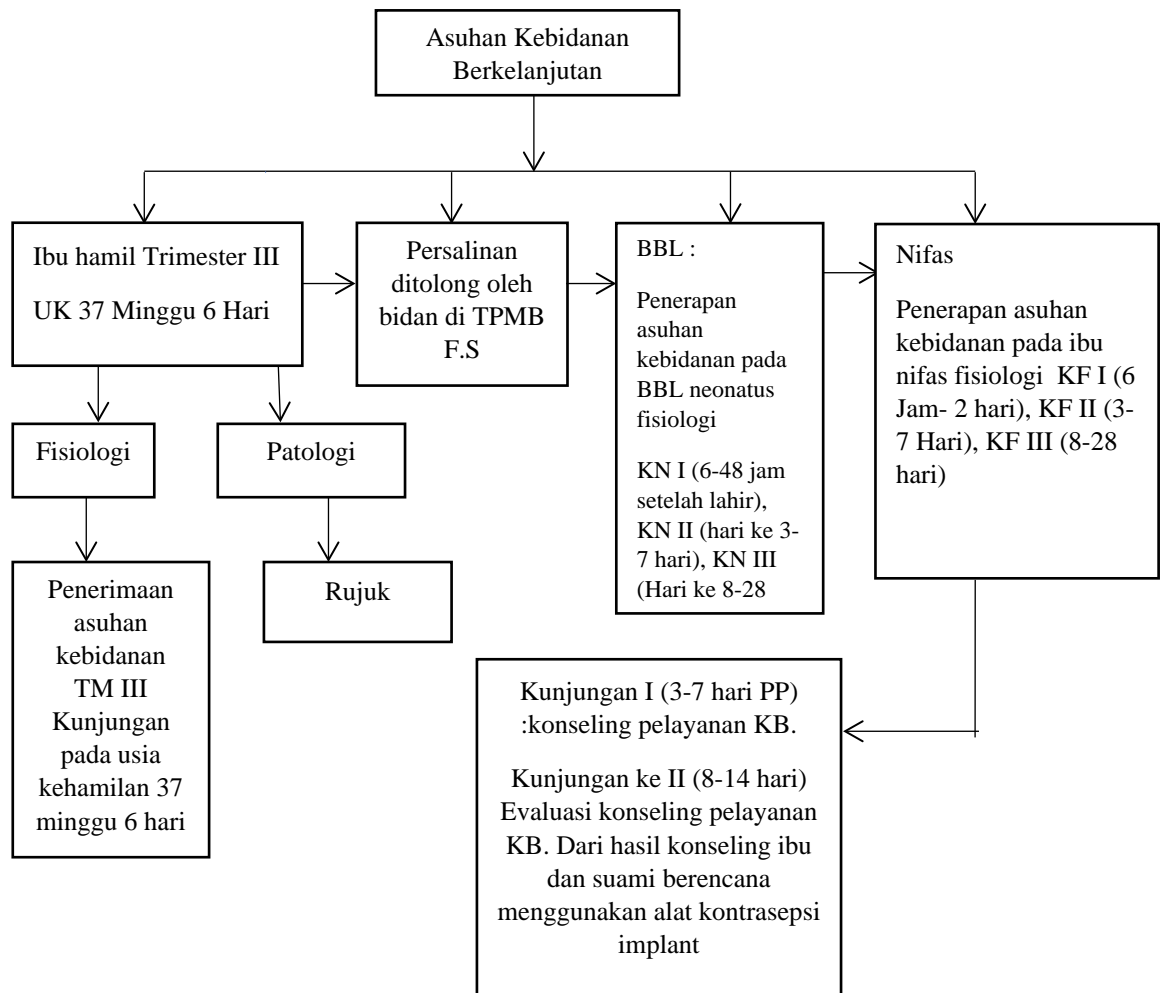 Asuhan Kebidanan
Berkelanjutan
Ibu hamil Trimester III
UK 37 Minggu 6 Hari
Persalinan
ditolong oleh
bidan di TPMB
F.S
BBL :
Penerapan
asuhan
kebidanan pada
BBL neonatus
fisiologi
KN I (6-48 jam
setelah lahir),
KN II (hari ke 3-
7 hari), KN III
(Hari ke 8-28
Nifas
Penerapan asuhan
kebidanan pada ibu
nifas fisiologi KF I (6
Jam- 2 hari), KF II (3-
7 Hari), KF III (8-28
hari)
Fisiologi
Patologi
Penerimaan
asuhan
kebidanan
TM III
Kunjungan
pada usia
kehamilan 37
minggu 6 hari
Rujuk
Kunjungan I (3-7 hari PP)
:konseling pelayanan KB.
Kunjungan ke II (8-14 hari)
Evaluasi konseling pelayanan
KB. Dari hasil konseling ibu
dan suami berencana
menggunakan alat kontrasepsi
implant